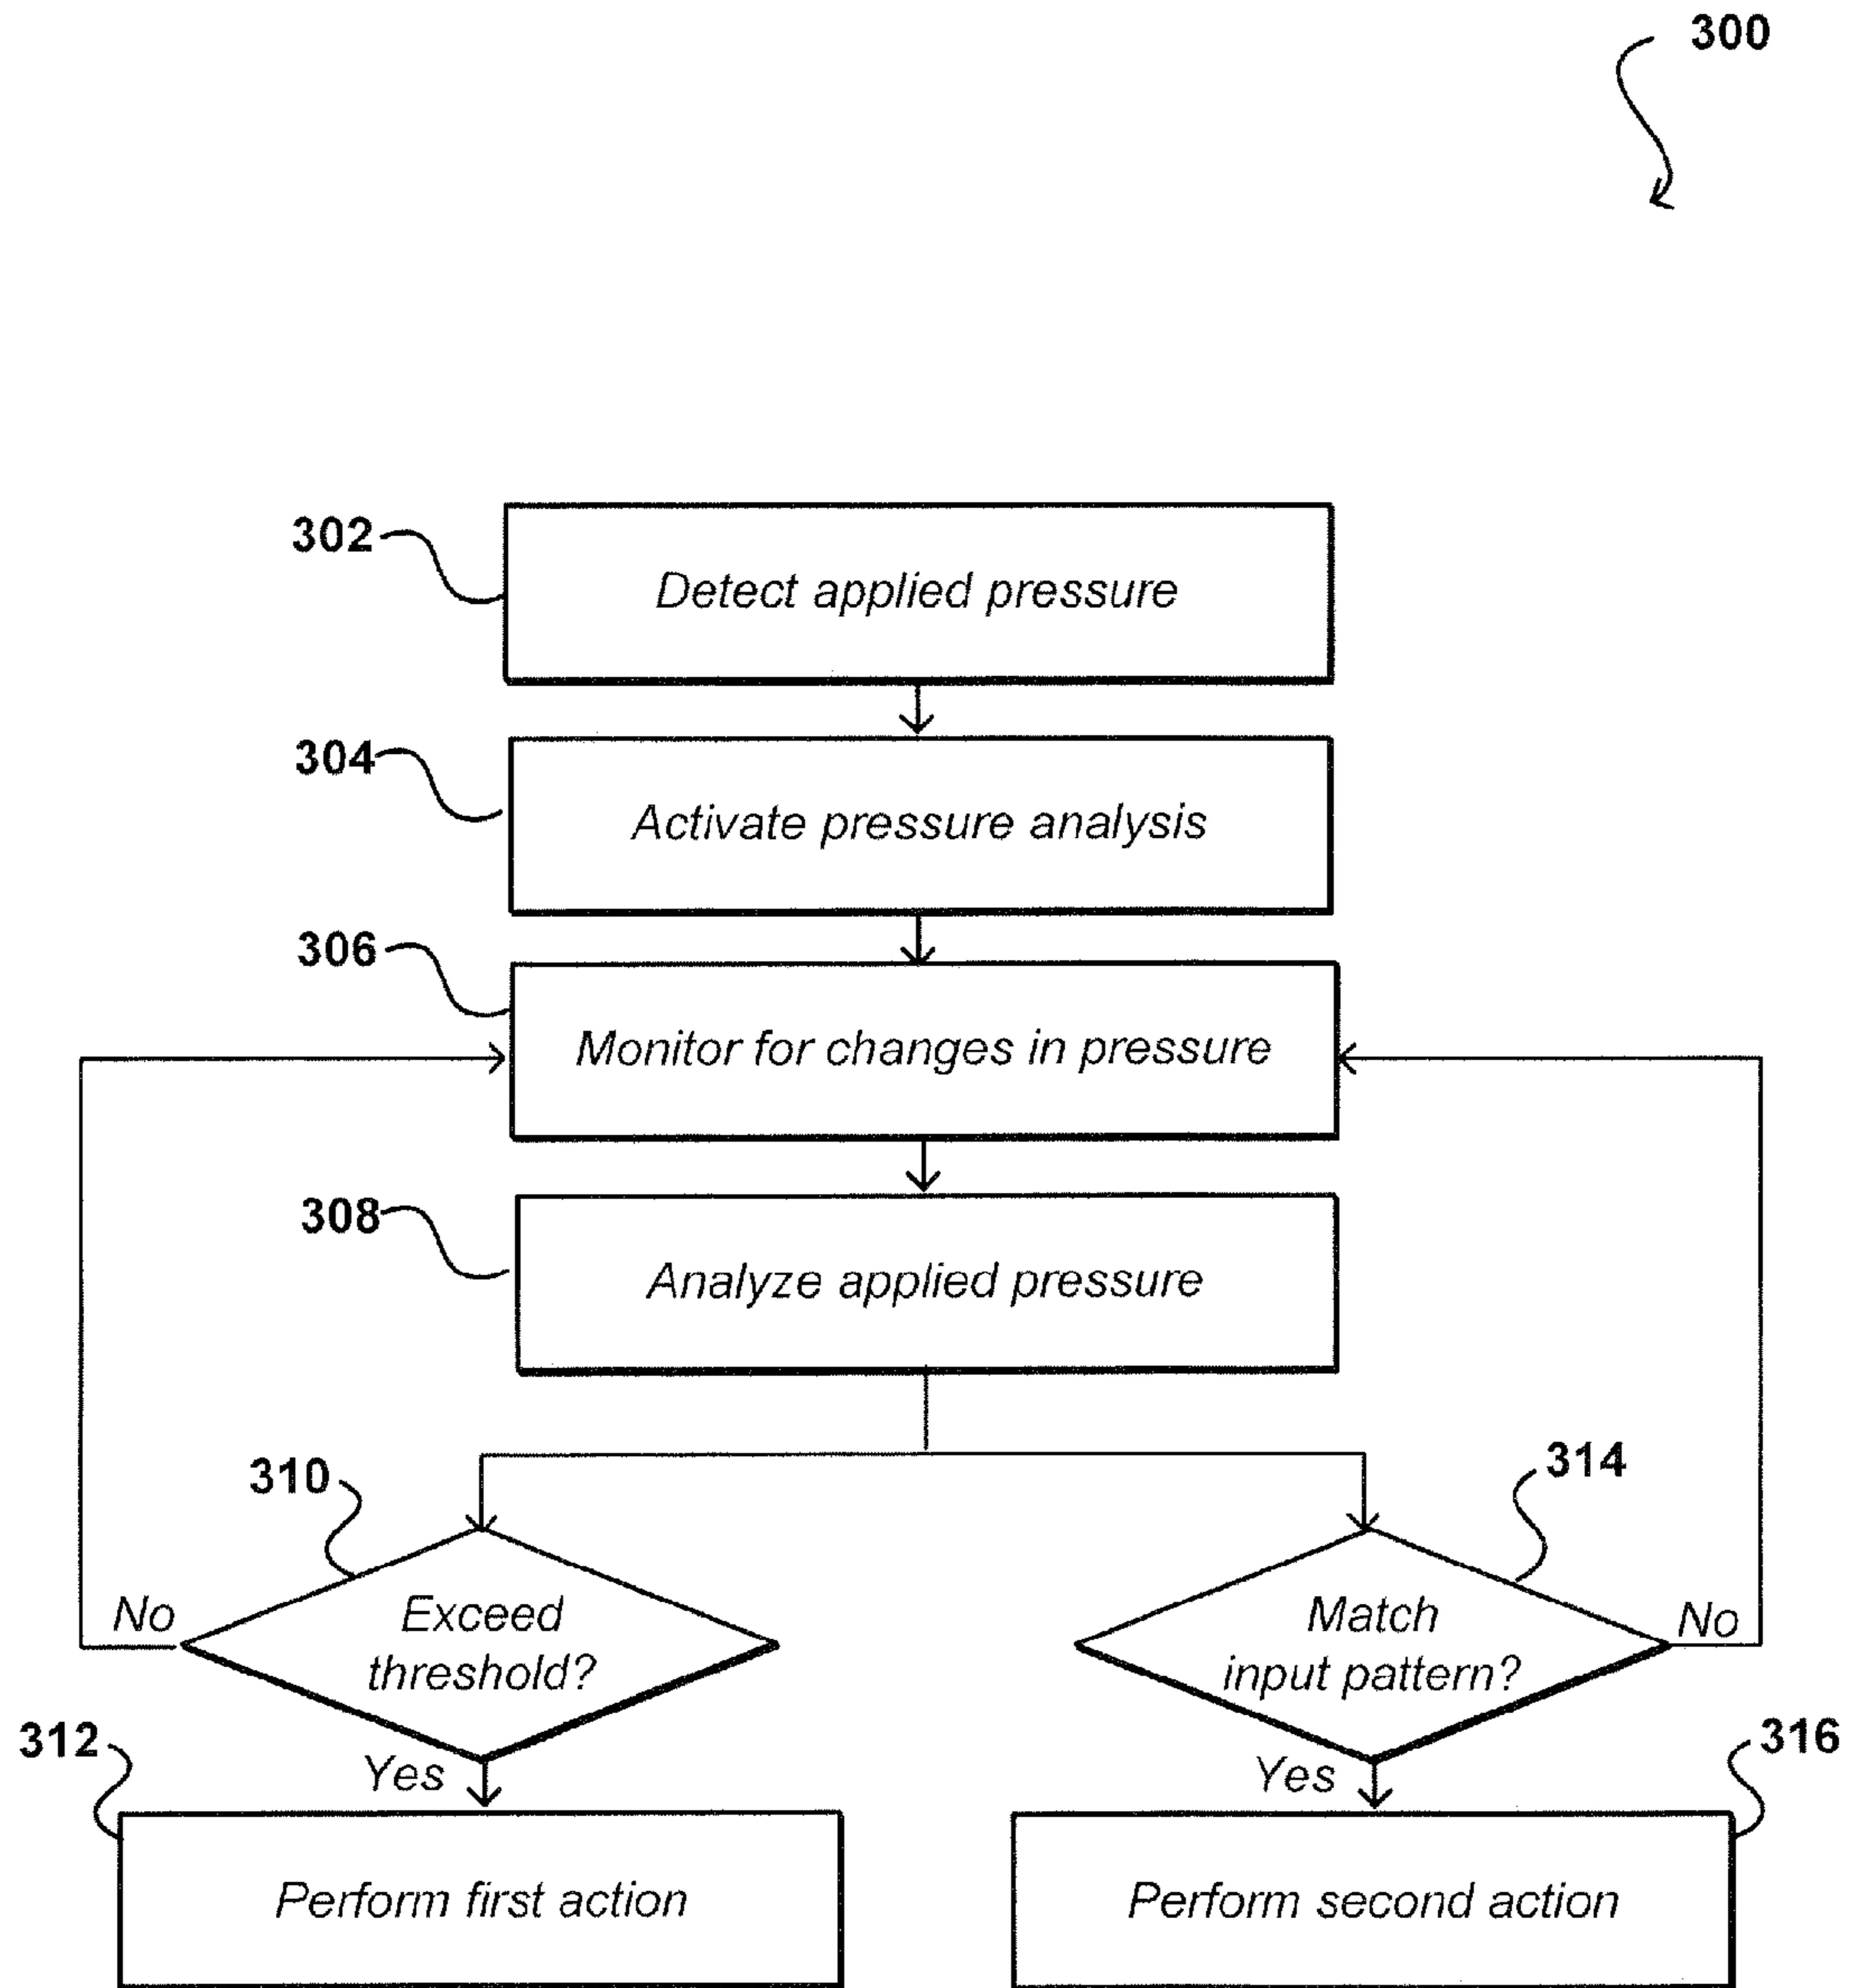 300
302
Detect applied pressure
304
Activate pressure analysis
306
Monitor for changes in pressure
308
Analyze applied pressure
310
314
No
Exceed
threshold?
Match
input pattern?
No
312
Yes
Yes
316
Perform first action
Perform second action